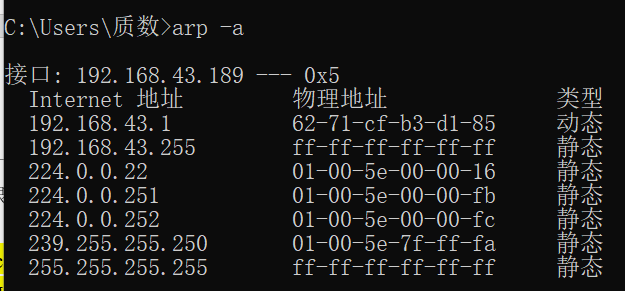 C:\Users\质数>arp -a
接口: 192.168.43.189 --- 0x5
Internet 地址 物理地址 类型
192.168.43.1 62-71-cf-b3-d1-85 动态
192.168.43.255 ff-ff-ff-ff-ff-ff 静态
224.0.0.22 01-00-5e-00-00-16 静态
224.0.0.251 01-00-5e-00-00-fb 静态
224.0.0.252 01-00-5e-00-00-fc 静态
239.255.255.250 01-00-5e-7f-ff-fa 静态
255.255.255.255 ff-ff-ff-ff-ff-ff 静态